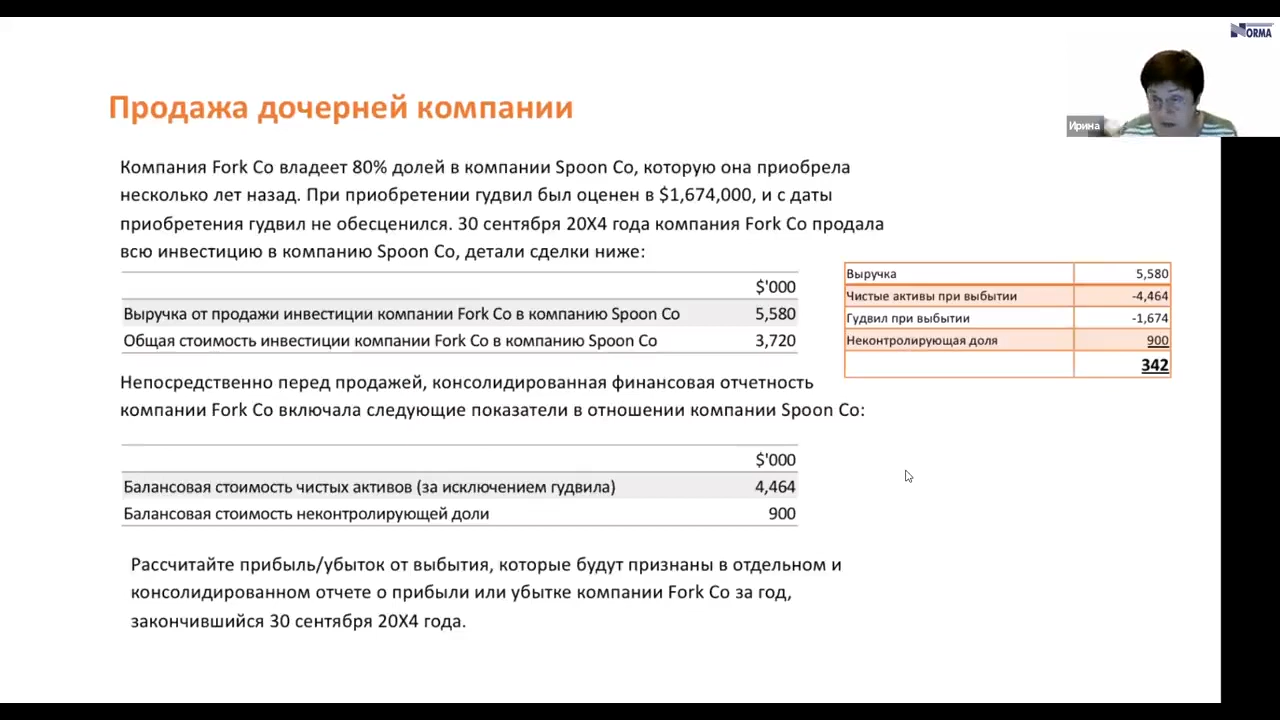 NORMA
Ирина
Продажа дочерней компании
Компания Fork Co владеет 80% долей в компании Spoon Co, которую она приобрела
несколько лет назад. При приобретении гудвил был оценен в $1,674,000, и с даты
приобретения гудвил не обесценился. 30 сентября 20X4 года компания Fork Co продала
всю инвестицию в компанию Spoon Co, детали сделки ниже:
$'000
Выручка от продажи инвестиции компании Fork Co в компанию Spoon Co 5,580
Общая стоимость инвестиции компании Fork Co в компанию Spoon Co 3,720
Выручка 5,580
Чистые активы при выбытии -4,464
Гудвил при выбытии -1,674
Неконтролирующая доля 900
342
Непосредственно перед продажей, консолидированная финансовая отчетность
компании Fork Co включала следующие показатели в отношении компании Spoon Co:
$'000
Балансовая стоимость чистых активов (за исключением гудвила) 4,464
Балансовая стоимость неконтролирующей доли 900
Рассчитайте прибыль/убыток от выбытия, которые будут признаны в отдельном и
консолидированном отчете о прибыли или убытке компании Fork Co за год,
закончившийся 30 сентября 20X4 года.